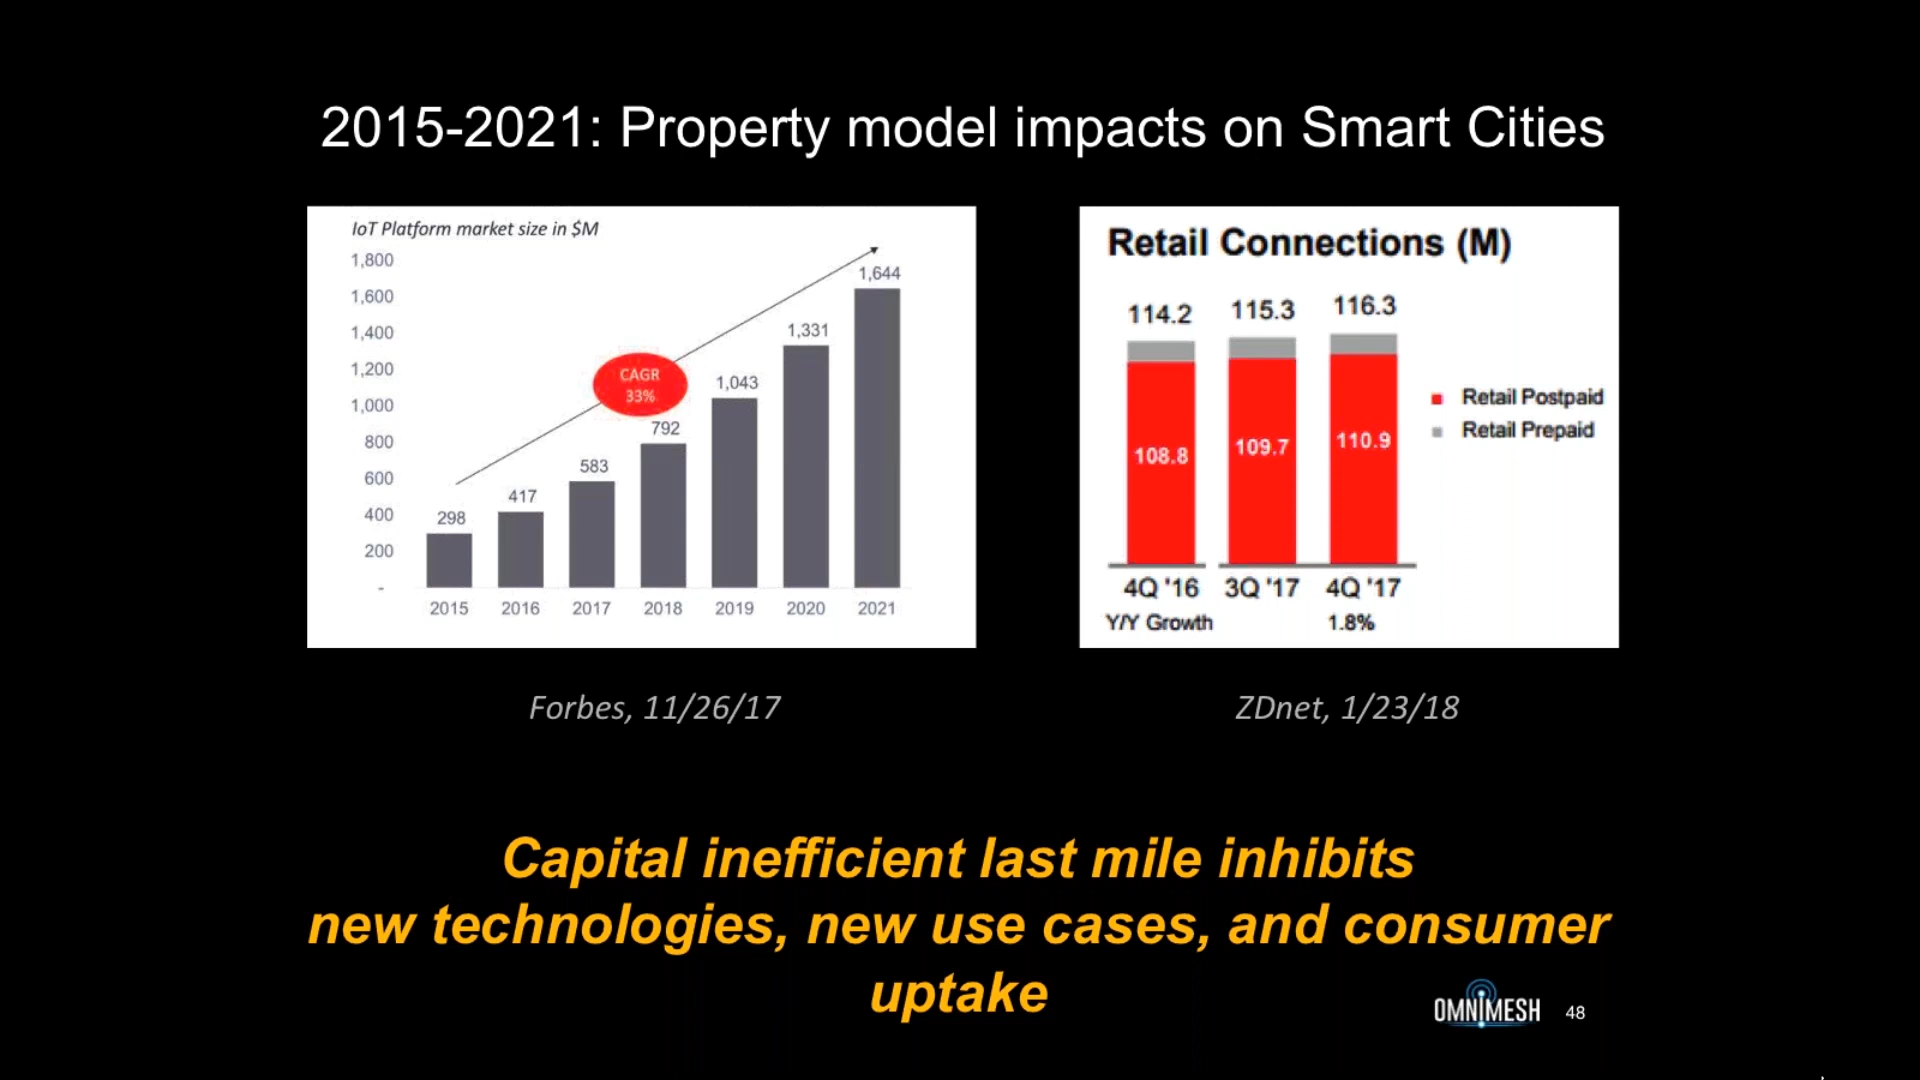 2015-2021: Property model impacts on Smart Cities
IoT Platform market size in $M
1,800
1,600
1,400
1,200
1,000
800
600
400
200
-
298
417
583
792
1,043
1,331
1,644
CAGR
33%
2015 2016 2017 2018 2019 2020 2021
Retail Connections (M)
114.2 115.3 116.3
108.8 109.7 110.9
Retail Postpaid
Retail Prepaid
4Q '16 3Q '17 4Q '17
Y/Y Growth 1.8%
Forbes, 11/26/17
ZDnet, 1/23/18
Capital inefficient last mile inhibits
new technologies, new use cases, and consumer
uptake
OMNIMESH 48